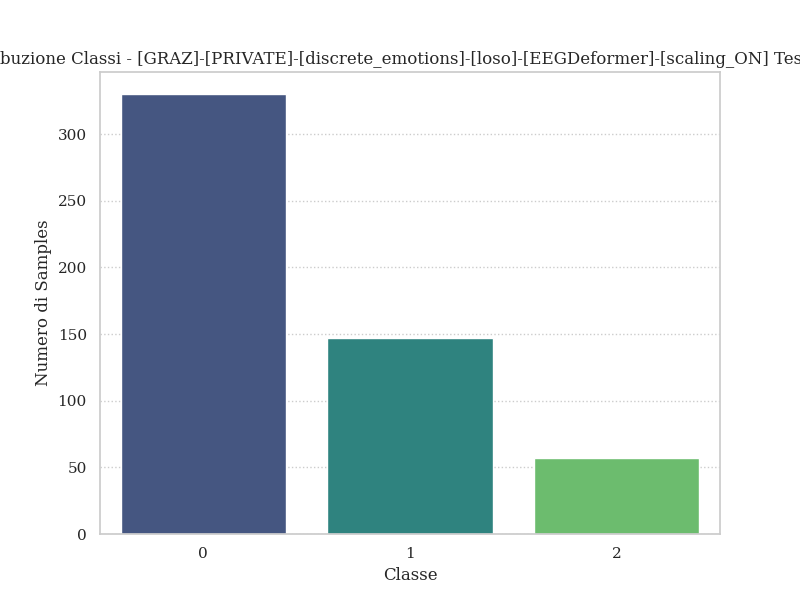 buzione Classi - [GRAZ]-[PRIVATE]-[discrete_emotions]-[loso]-[EEGDeformer]-[scaling_ON] Tes
300
250
200
150
100
50
0
Numero di Samples
0 1 2
Classe